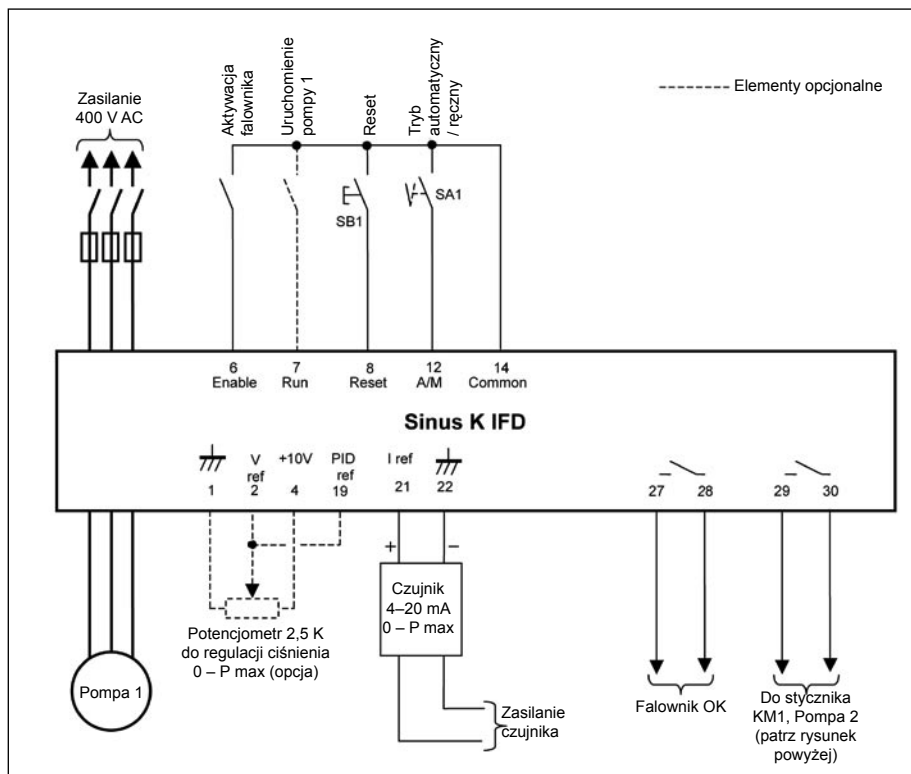 Zasilanie
400 V AC
Aktywacja
falownika
Uruchomienie
pompy 1
Reset
Tryb
automatyczny
/ ręczny
Elementy opcjonalne
SB1
SA1
6 7 8 12 14
Enable Run Reset A/M Common
Sinus K IFD
V
ref
+10V
PID
ref
I ref
1 2 4 19 21 22 27 28 29 30
+ –
Czujnik
4–20 mA
0 – P max
Potencjometr 2,5 K
do regulacji ciśnienia
0 – P max (opcja)
Pompa 1
Zasilanie
czujnika
Falownik OK
Do stycznika
KM1, Pompa 2
(patrz rysunek
powyżej)